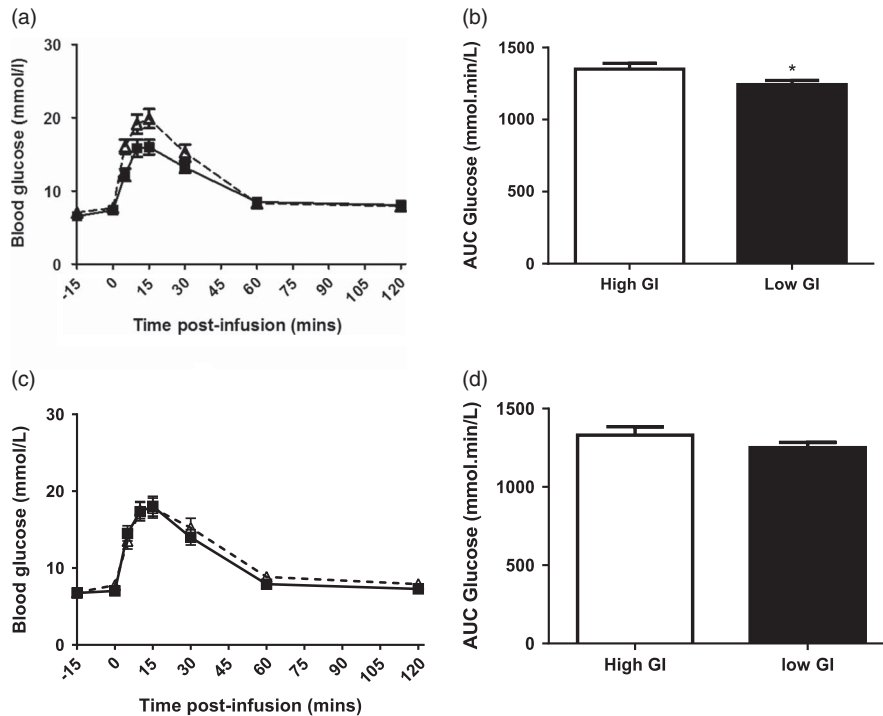 (a)
30
20
10
0
Blood glucose (mmol/l)
-15 0 15 30 45 60 75 90 105 120
Time post-infusion (mins)
(b)
1500
1000
500
0
AUC Glucose (mmol.min/L)
*
High GI Low GI
(c)
30
20
10
0
Blood glucose (mmol/L)
-15 0 15 30 45 60 75 90 105 120
Time post-infusion (mins)
(d)
1500
1000
500
0
AUC Glucose (mmol.min/L)
High GI low GI